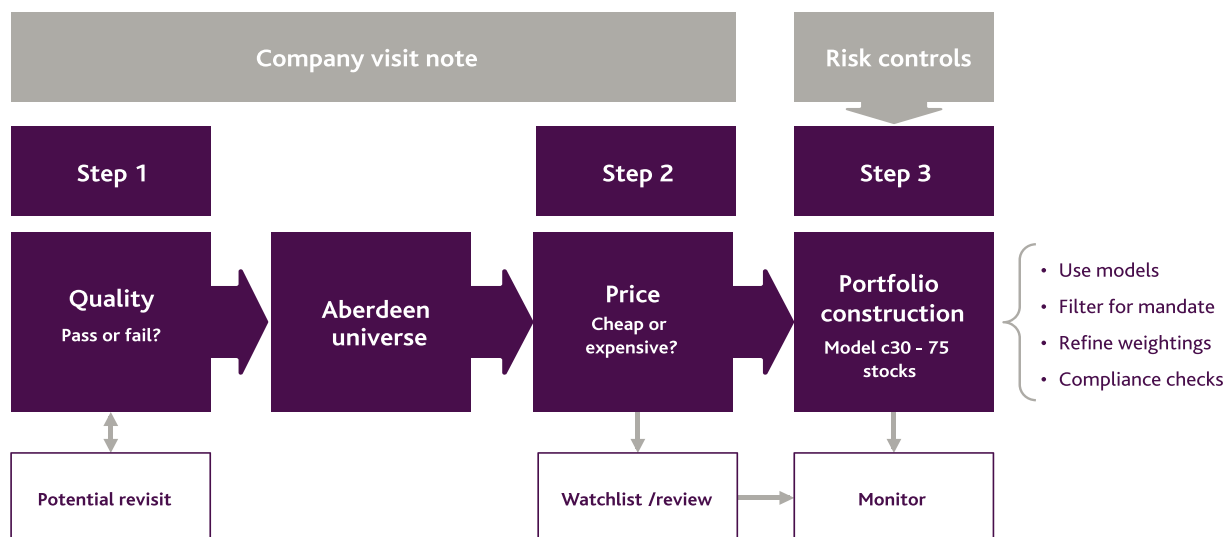 Company visit note
Risk controls
Step 1
Step 2
Step 3
Quality
Pass or fail?
Aberdeen
universe
Price
Cheap or
expensive?
Portfolio
construction
Model c30 - 75
stocks
• Use models
• Filter for mandate
• Refine weightings
• Compliance checks
Potential revisit
Watchlist /review
Monitor